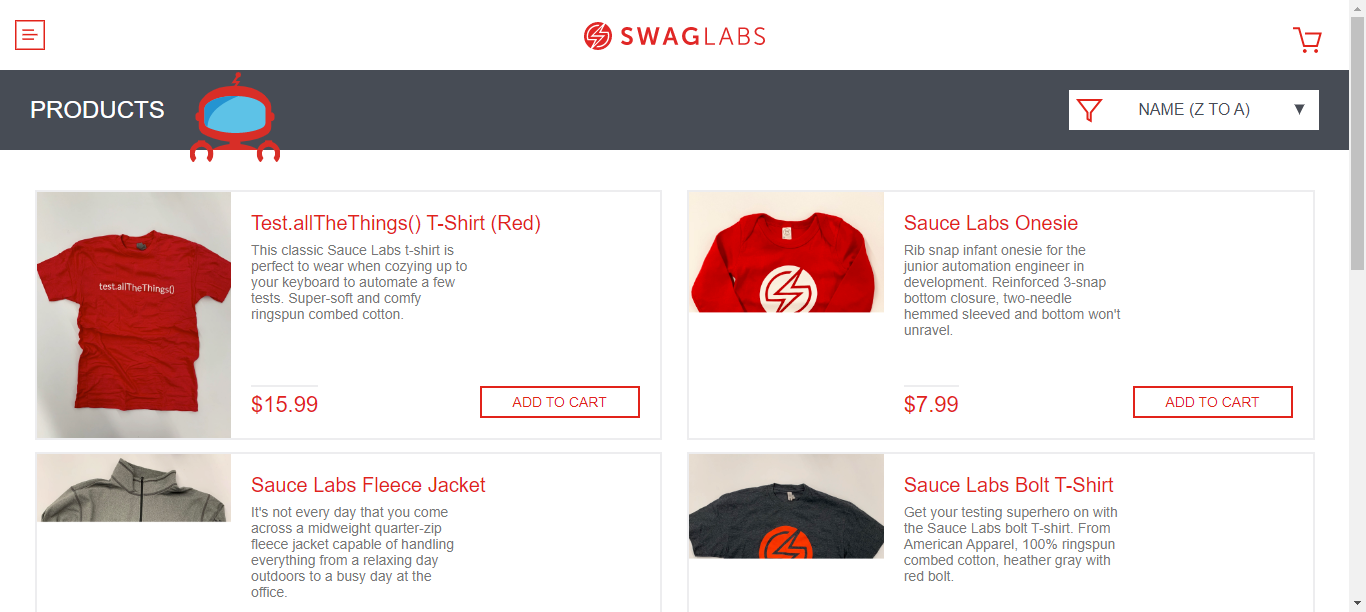 SWAGLABS
PRODUCTS
NAME (Z TO A)
test.allTheThings()
Test.allTheThings() T-Shirt (Red)
This classic Sauce Labs t-shirt is
perfect to wear when cozying up to
your keyboard to automate a few
tests. Super-soft and comfy
ringspun combed cotton.
$15.99
ADD TO CART
Sauce Labs Onesie
Rib snap infant onesie for the
junior automation engineer in
development. Reinforced 3-snap
bottom closure, two-needle
hemmed sleeved and bottom won't
unravel.
$7.99
ADD TO CART
Sauce Labs Fleece Jacket
It's not every day that you come
across a midweight quarter-zip
fleece jacket capable of handling
everything from a relaxing day
outdoors to a busy day at the
office.
Sauce Labs Bolt T-Shirt
Get your testing superhero on with
the Sauce Labs bolt T-shirt. From
American Apparel, 100% ringspun
combed cotton, heather gray with
red bolt.